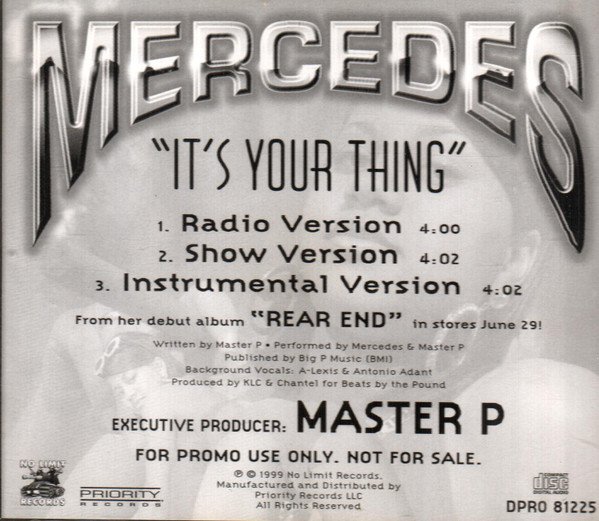 MERCEDES
"IT'S YOUR THING"
1. Radio Version 4:00
2. Show Version 4:02
3. Instrumental Version 4:02
From her debut album "REAR END" in stores June 29!
Written by Master P • Performed by Mercedes & Master P
Published by Big P Music (BMI)
Background Vocals: A-Lexis & Antonio Adant
Produced by KLC & Chantel for Beats by the Pound
EXECUTIVE PRODUCER: MASTER P
FOR PROMO USE ONLY. NOT FOR SALE.
℗ © 1999 No Limit Records.
Manufactured and Distributed by
Priority Records LLC
All Rights Reserved
NO LIMIT
RECORDS
PRIORITY
RECORDS
COMPACT
disc
DIGITAL AUDIO
DPRO 81225